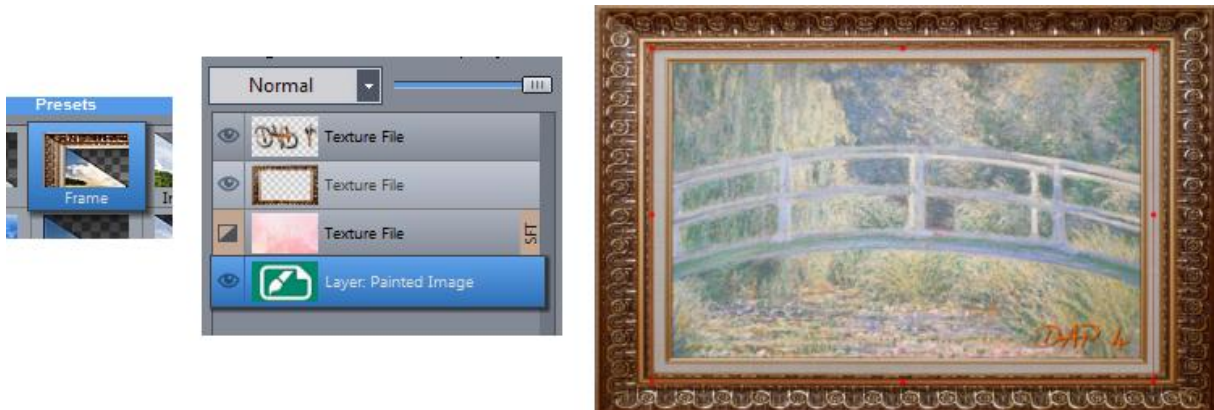 Presets
Frame
Normal
Texture File
Texture File
Texture File
SFT
Layer: Painted Image
DAP 4